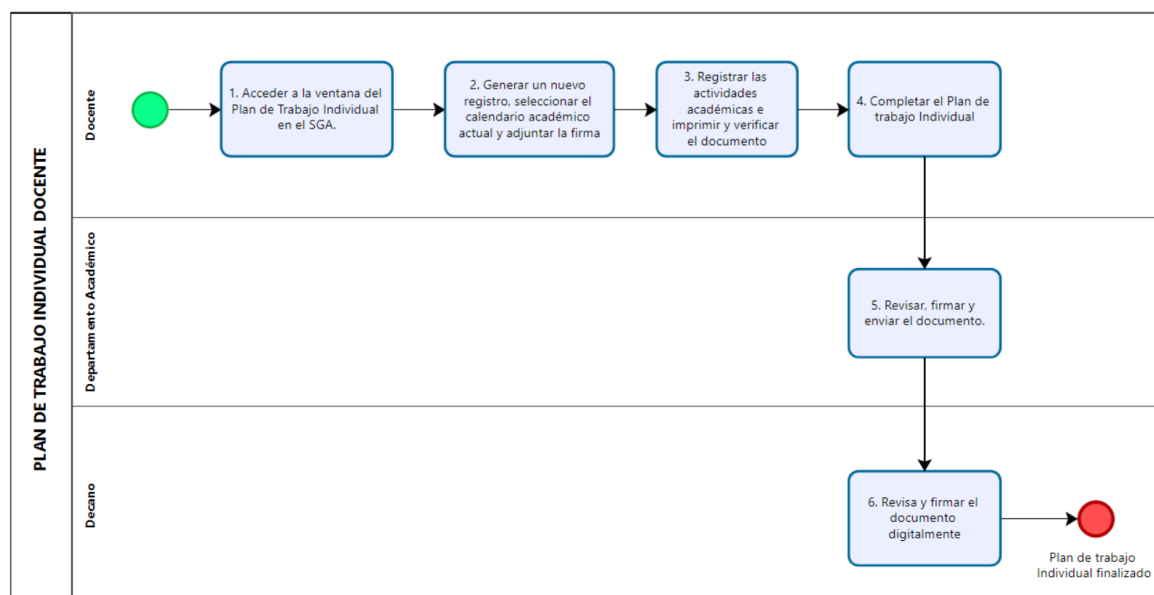 PLAN DE TRABAJO INDIVIDUAL DOCENTE
Docente
1. Acceder a la ventana del
Plan de Trabajo Individual
en el SGA.
2. Generar un nuevo
registro, seleccionar el
calendario académico
actual y adjuntar la firma
3. Registrar las
actividades
académicas e
imprimir y verificar
el documento
4. Completar el Plan de
trabajo Individual
Departamento Académico
5. Revisar, firmar y
enviar el documento.
Decano
6. Revisa y firmar el
documento
digitalmente
Plan de trabajo
Individual finalizado